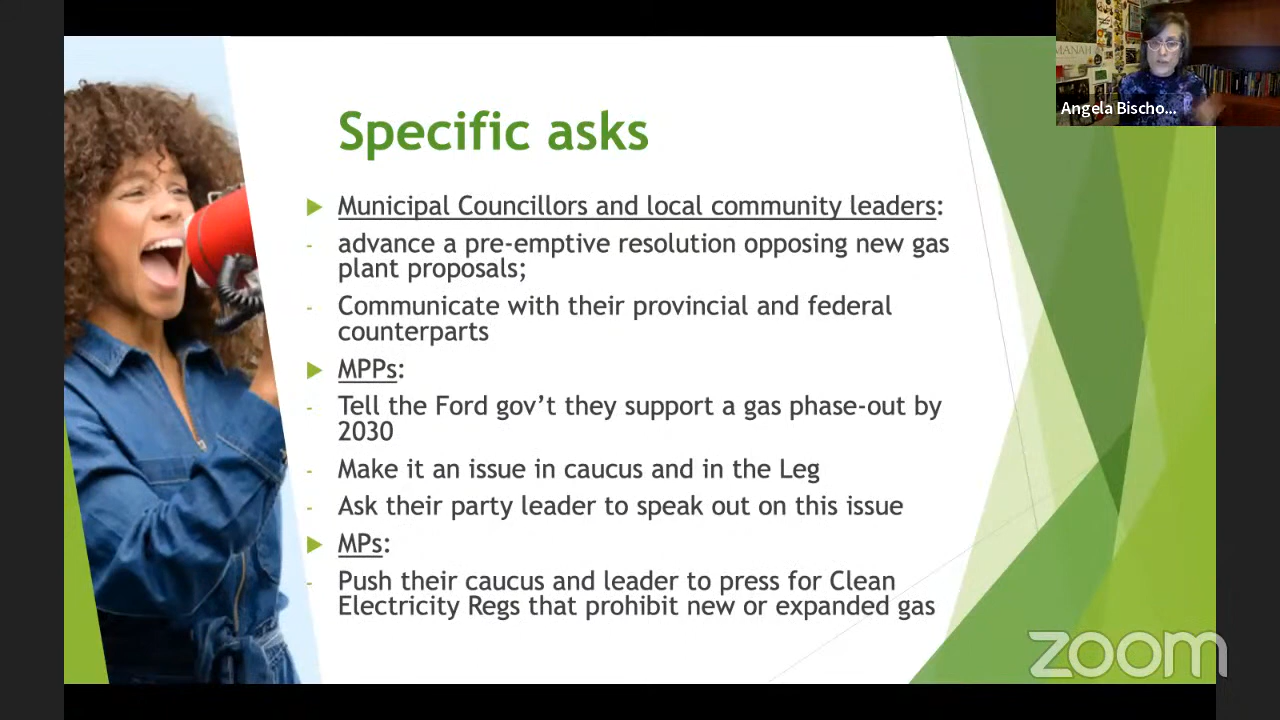 Specific asks
Municipal Councillors and local community leaders:
- advance a pre-emptive resolution opposing new gas
plant proposals;
- Communicate with their provincial and federal
counterparts
MPPs:
- Tell the Ford gov’t they support a gas phase-out by
2030
- Make it an issue in caucus and in the Leg
- Ask their party leader to speak out on this issue
MPs:
- Push their caucus and leader to press for Clean
Electricity Regs that prohibit new or expanded gas
Angela Bischo...
zoom